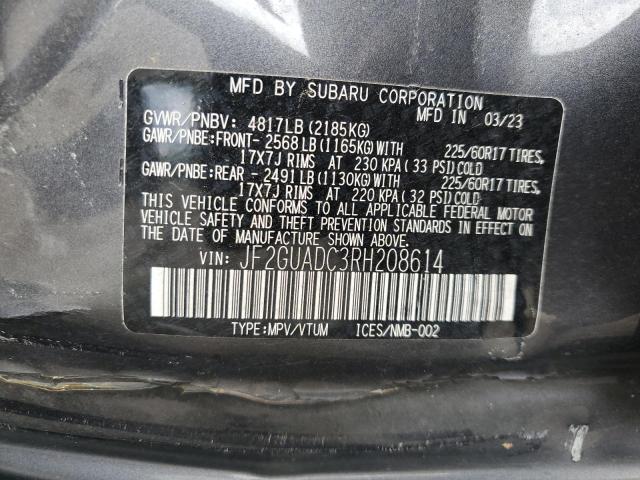 MFD BY SUBARU CORPORATION
GVWR/PNBV: 4817LB (2185KG) MFD IN 03/23
GAWR/PNBE:FRONT- 2568LB (1165KG)WITH 225/60R17 TIRES,
17X7J RIMS AT 230 KPA (33 PSI)COLD
GAWR/PNBE:REAR - 2491LB (1130KG)WITH 225/60R17 TIRES,
17X7J RIMS AT 220 KPA (32 PSI)COLD
THIS VEHICLE CONFORMS TO ALL APPLICABLE FEDERAL MOTOR
VEHICLE SAFETY AND THEFT PREVENTION STANDARDS IN EFFECT ON
THE DATE OF MANUFACTURE SHOWN ABOVE.
VIN: JF2GUADC3RH208614
TYPE:MPV/VTUM ICES/NMB-002